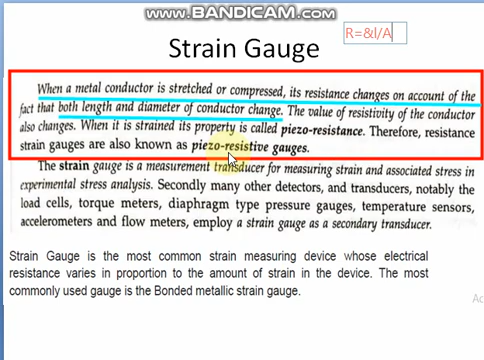 WWW.BANDICAM.COM
R=&l/A
Strain Gauge
When a metal conductor is stretched or compressed, its resistance changes on account of the
fact that both length and diameter of conductor change. The value of resistivity of the conductor
also changes. When it is strained its property is called piezo-resistance. Therefore, resistance
strain gauges are also known as piezo-resistive gauges.
The strain gauge is a measurement transducer for measuring strain and associated stress in
experimental stress analysis. Secondly many other detectors, and transducers, notably the
load cells, torque meters, diaphragm type pressure gauges, temperature sensors,
accelerometers and flow meters, employ a strain gauge as a secondary transducer.
Strain Gauge is the most common strain measuring device whose electrical
resistance varies in proportion to the amount of strain in the device. The most
commonly used gauge is the Bonded metallic strain gauge.